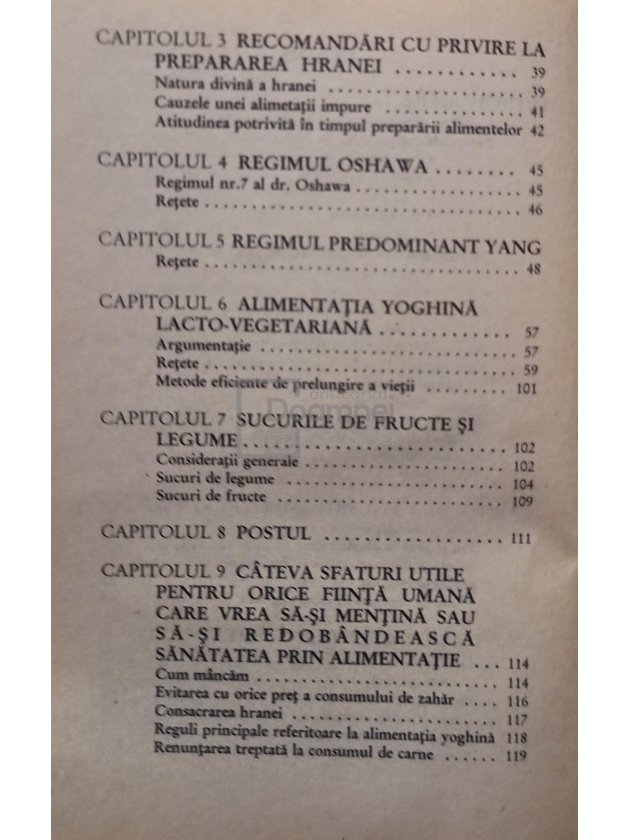 CAPITOLUL 3 RECOMANDĂRI CU PRIVIRE LA
PREPARAREA HRANEI ............ 39
Natura divină a hranei .................... 39
Cauzele unei alimetaţii impure ............... 41
Atitudinea potrivită în timpul preparării alimentelor 42
CAPITOLUL 4 REGIMUL OSHAWA ........ 45
Regimul nr.7 al dr. Oshawa ................. 45
Reţete ................................ 46
CAPITOLUL 5 REGIMUL PREDOMINANT YANG
Reţete ................................ 48
CAPITOLUL 6 ALIMENTAŢIA YOGHINĂ
LACTO-VEGETARIANĂ ............ 57
Argumentaţie .......................... 57
Reţete ................................ 59
Metode eficiente de prelungire a vieţii .......... 101
anticariat
Doamnei
CAPITOLUL 7 SUCURILE DE FRUCTE ŞI
LEGUME ......................... 102
Consideraţii generale ..................... 102
Sucuri de legume ....................... 104
Sucuri de fructe ........................ 109
CAPITOLUL 8 POSTUL .................. 111
CAPITOLUL 9 CÂTEVA SFATURI UTILE
PENTRU ORICE FIINŢĂ UMANĂ
CARE VREA SĂ-ŞI MENŢINĂ SAU
SĂ-ŞI REDOBÂNDEASCĂ
SĂNĂTATEA PRIN ALIMENTAŢIE ... 114
Cum mâncăm .......................... 114
Evitarea cu orice preţ a consumului de zahăr .... 116
Consacrarea hranei ...................... 117
Reguli principale referitoare la alimentaţia yoghină 118
Renunţarea treptată la consumul de carne ...... 119